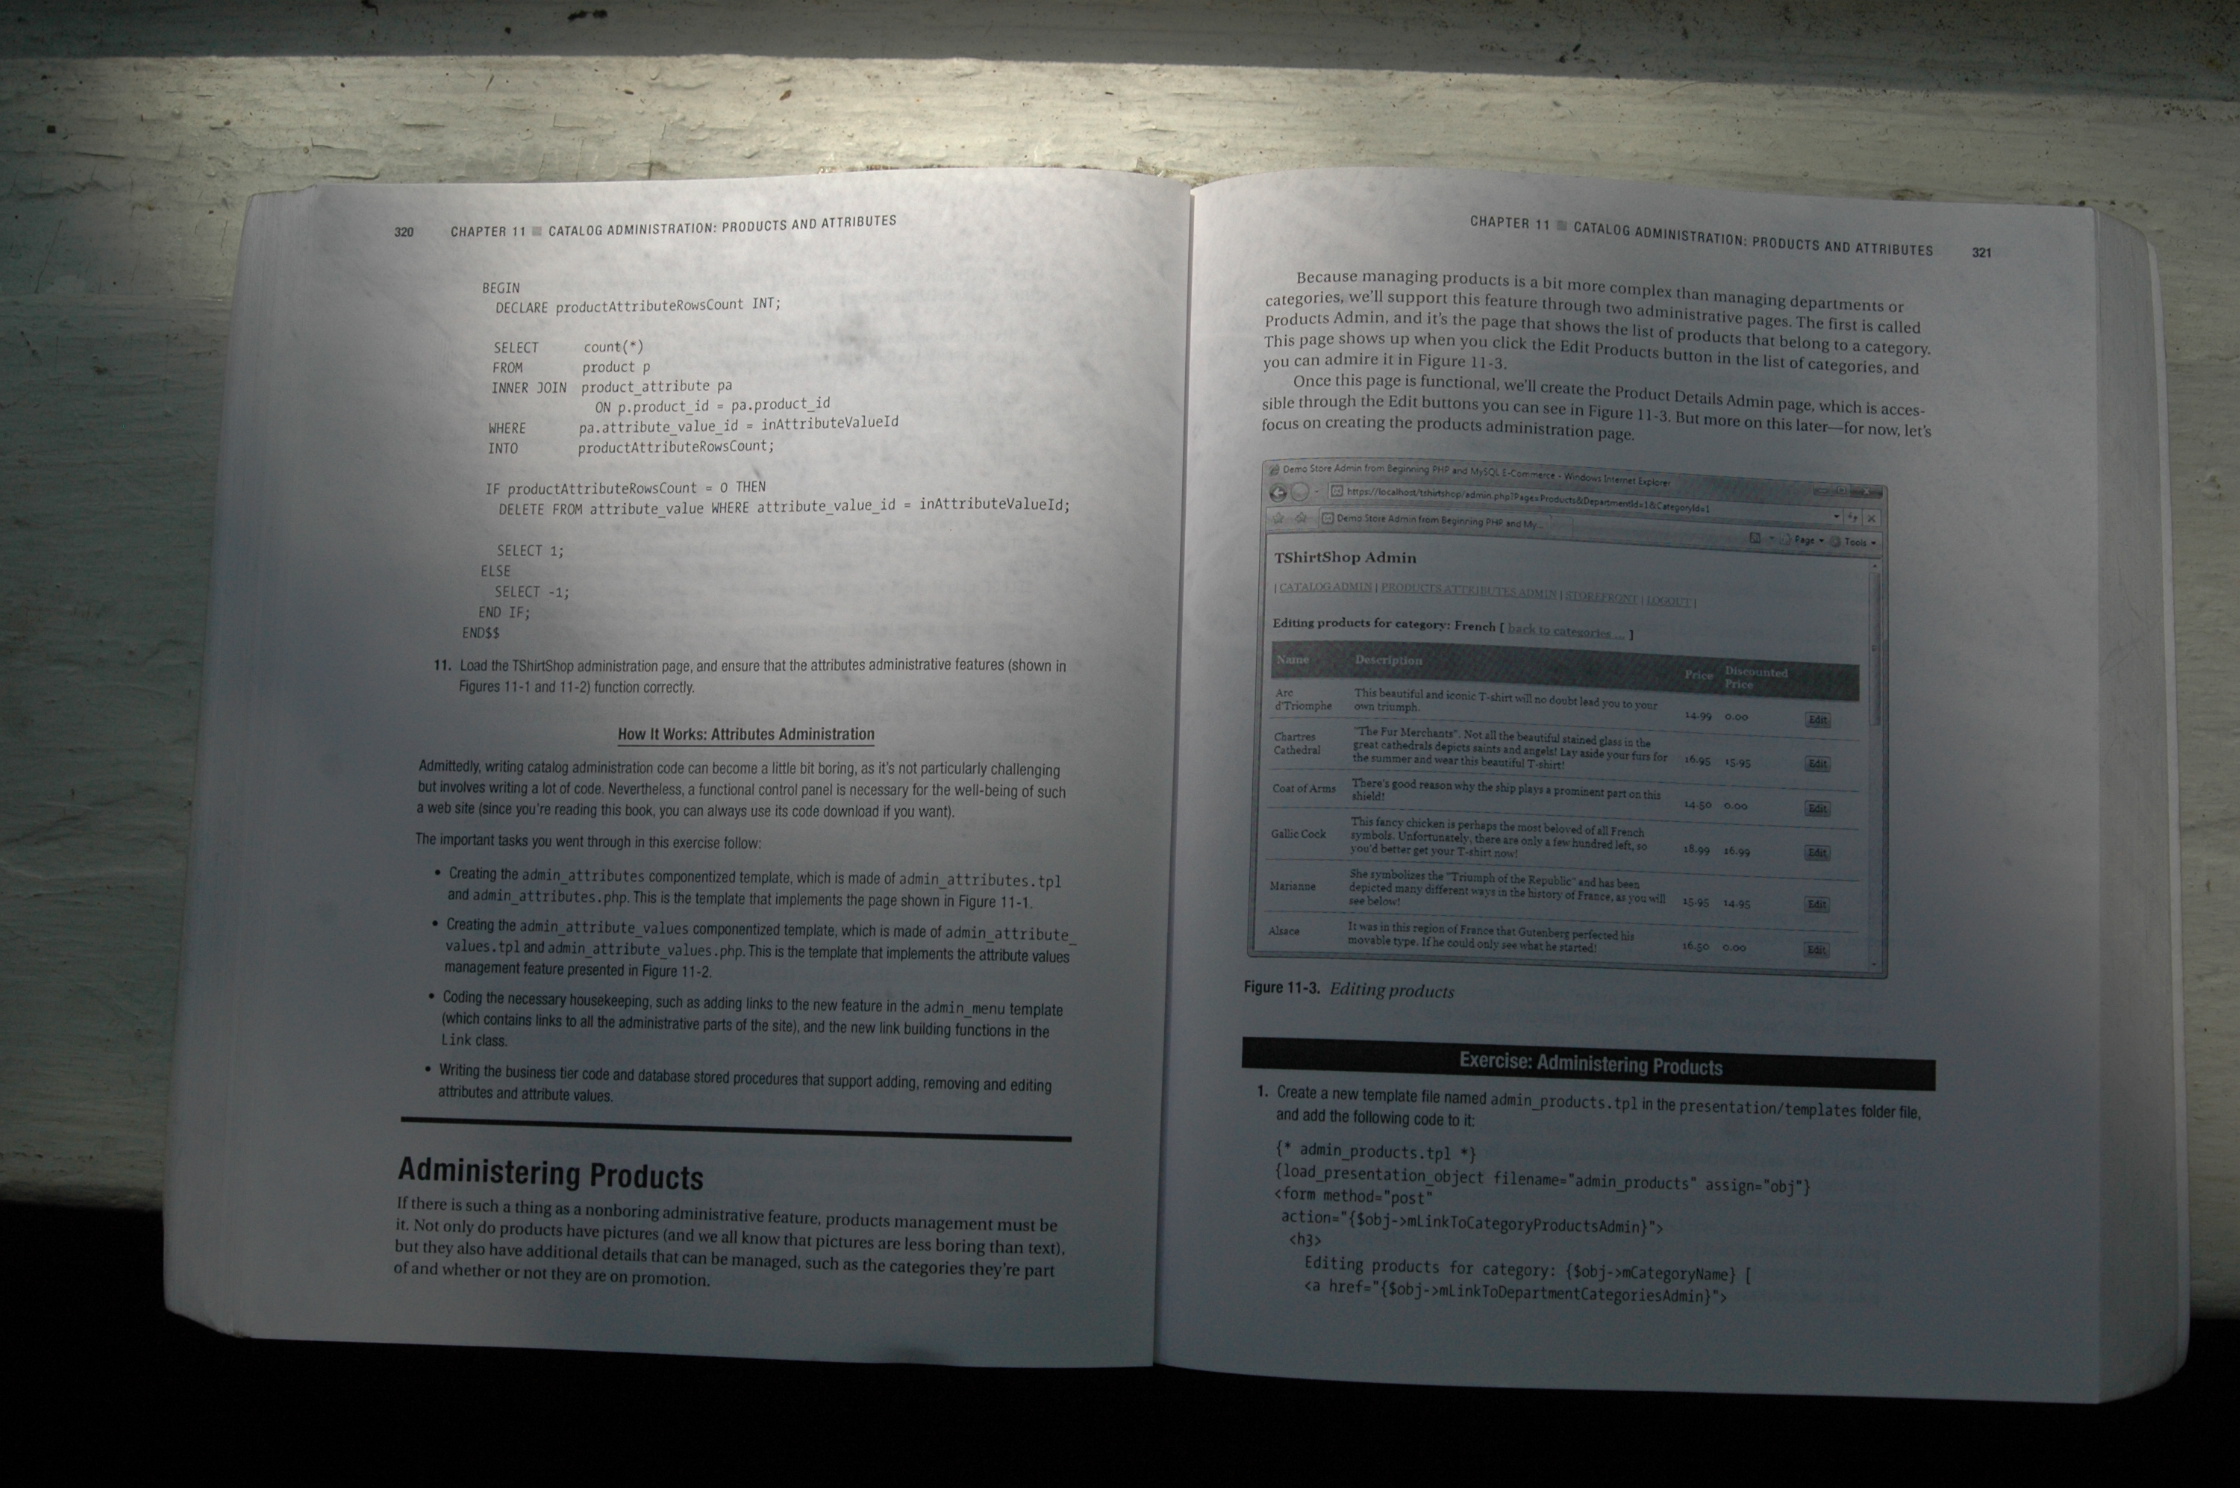 320 CHAPTER 11 ■ CATALOG ADMINISTRATION: PRODUCTS AND ATTRIBUTES
BEGIN
DECLARE productAttributeRowsCount INT;
SELECT count(*)
FROM product p
INNER JOIN product_attribute pa
ON p.product_id = pa.product_id
WHERE pa.attribute_value_id = inAttributeValueId
INTO productAttributeRowsCount;
IF productAttributeRowsCount = 0 THEN
DELETE FROM attribute_value WHERE attribute_value_id = inAttributeValueId;
SELECT 1;
ELSE
SELECT -1;
END IF;
END$$
11. Load the TShirtShop administration page, and ensure that the attributes administrative features (shown in
Figures 11-1 and 11-2) function correctly.
How It Works: Attributes Administration
Admittedly, writing catalog administration code can become a little bit boring, as it's not particularly challenging
but involves writing a lot of code. Nevertheless, a functional control panel is necessary for the well-being of such
a web site (since you're reading this book, you can always use its code download if you want).
The important tasks you went through in this exercise follow:
• Creating the admin_attributes componentized template, which is made of admin_attributes.tpl
and admin_attributes.php. This is the template that implements the page shown in Figure 11-1.
• Creating the admin_attribute_values componentized template, which is made of admin_attribute_
values.tpl and admin_attribute_values.php. This is the template that implements the attribute values
management feature presented in Figure 11-2.
• Coding the necessary housekeeping, such as adding links to the new feature in the admin_menu template
(which contains links to all the administrative parts of the site), and the new link building functions in the
Link class.
• Writing the business tier code and database stored procedures that support adding, removing and editing
attributes and attribute values.
Administering Products
If there is such a thing as a nonboring administrative feature, products management must be
it. Not only do products have pictures (and we all know that pictures are less boring than text),
but they also have additional details that can be managed, such as the categories they're part
of and whether or not they are on promotion.
CHAPTER 11 ■ CATALOG ADMINISTRATION: PRODUCTS AND ATTRIBUTES 321
Because managing products is a bit more complex than managing departments or
categories, we'll support this feature through two administrative pages. The first is called
Products Admin, and it's the page that shows the list of products that belong to a category.
This page shows up when you click the Edit Products button in the list of categories, and
you can admire it in Figure 11-3.
Once this page is functional, we'll create the Product Details Admin page, which is acces-
sible through the Edit buttons you can see in Figure 11-3. But more on this later—for now, let's
focus on creating the products administration page.
Demo Store Admin from Beginning PHP and MySQL E-Commerce - Windows Internet Explorer
https://localhost/tshirtshop/admin.php?Page=Products&DepartmentId=1&CategoryId=1
Demo Store Admin from Beginning PHP and My...
Page Tools
TShirtShop Admin
| CATALOG ADMIN | PRODUCTS ATTRIBUTES ADMIN | STOREFRONT | LOGOUT |
Editing products for category: French [ back to categories ... ]
Name Description Price Discounted Price
Arc d'Triomphe This beautiful and iconic T-shirt will no doubt lead you to your
own triumph. 14.99 0.00 Edit
Chartres Cathedral "The Fur Merchants". Not all the beautiful stained glass in the
great cathedrals depicts saints and angels! Lay aside your furs for
the summer and wear this beautiful T-shirt! 16.95 15.95 Edit
Coat of Arms There's good reason why the ship plays a prominent part on this
shield! 14.50 0.00 Edit
Gallic Cock This fancy chicken is perhaps the most beloved of all French
symbols. Unfortunately, there are only a few hundred left, so
you'd better get your T-shirt now! 18.99 16.99 Edit
Marianne She symbolizes the "Triumph of the Republic" and has been
depicted many different ways in the history of France, as you will
see below! 15.95 14.95 Edit
Alsace It was in this region of France that Gutenberg perfected his
movable type. If he could only see what he started! 16.50 0.00 Edit
Figure 11-3. Editing products
Exercise: Administering Products
1. Create a new template file named admin_products.tpl in the presentation/templates folder file,
and add the following code to it:
{* admin_products.tpl *}
{load_presentation_object filename="admin_products" assign="obj"}
<form method="post"
action="{$obj->mLinkToCategoryProductsAdmin}">
<h3>
Editing products for category: {$obj->mCategoryName} [
<a href="{$obj->mLinkToDepartmentCategoriesAdmin}">